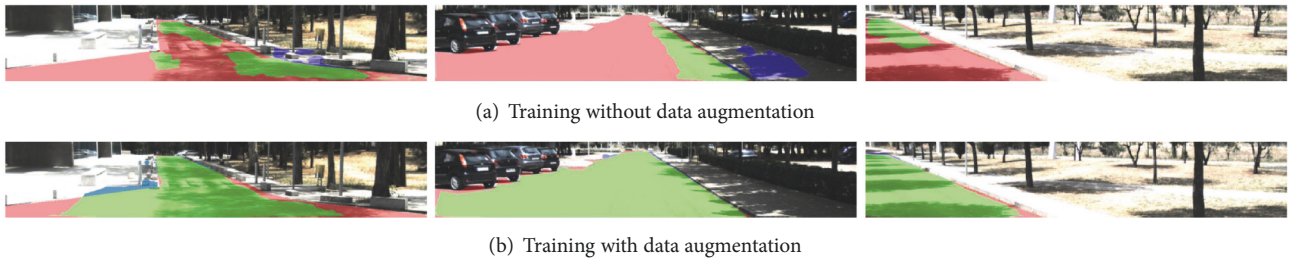 (a) Training without data augmentation
(b) Training with data augmentation